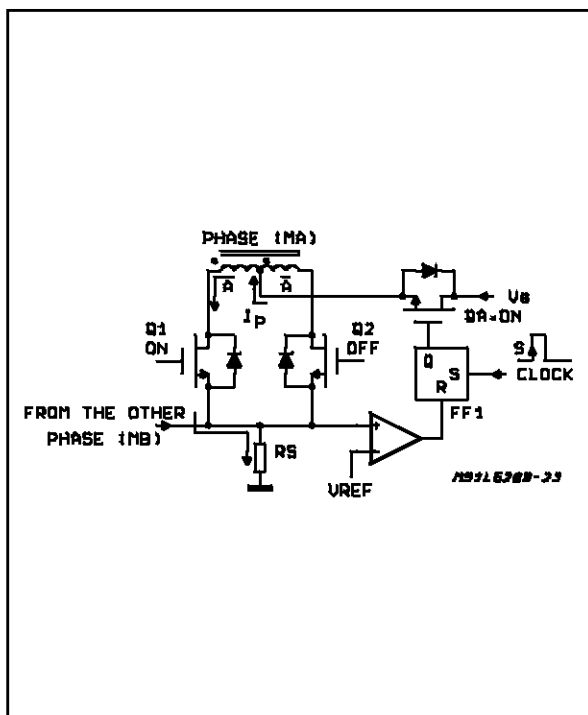 PHASE (MA)
A
Ā
Ip
Vs
Q1
ON
Q2
OFF
QA=ON
Q
S
R
S
CLOCK
FF1
FROM THE OTHER
PHASE (MB)
RS
+
-
VREF